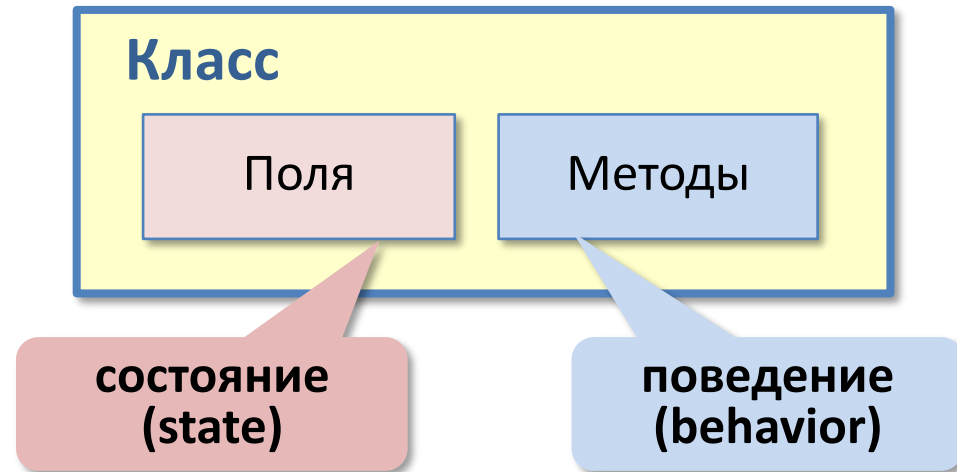 Класс
Поля
Методы
состояние
(state)
поведение
(behavior)